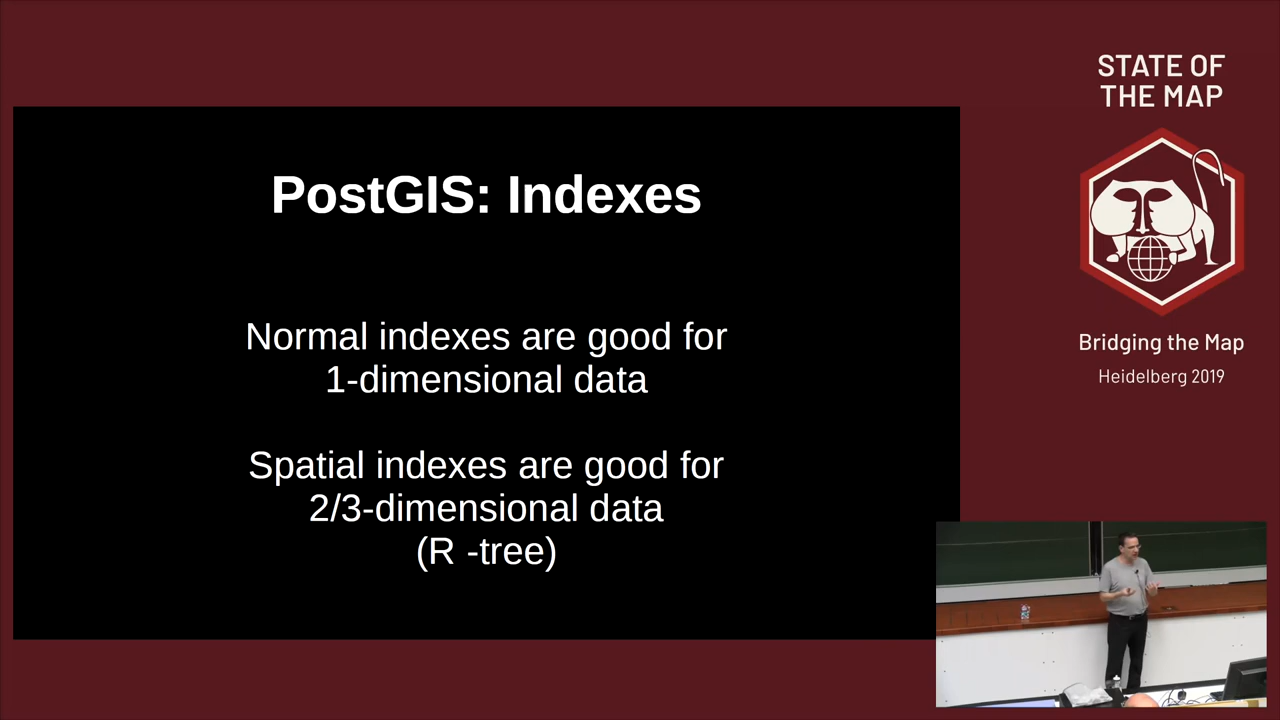 STATE OF
THE MAP
PostGIS: Indexes
Normal indexes are good for
1-dimensional data
Spatial indexes are good for
2/3-dimensional data
(R -tree)
Bridging the Map
Heidelberg 2019